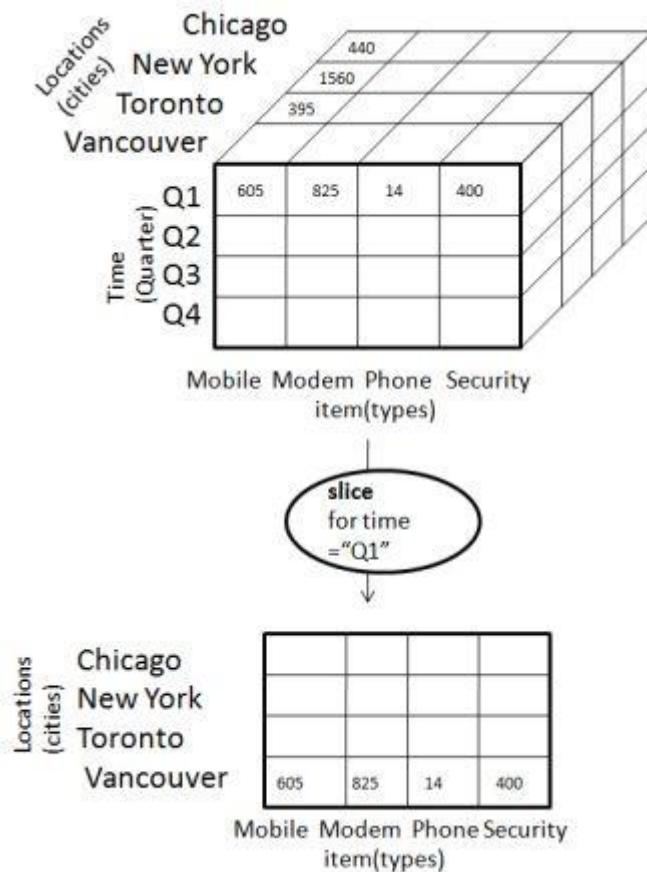 Locations
(cities)
Chicago
New York
Toronto
Vancouver
440
1560
395
Time
(Quarter)
Q1 605 825 14 400
Q2
Q3
Q4
Mobile Modem Phone Security
item(types)
slice
for time
=“Q1”
Locations
(cities)
Chicago
New York
Toronto
Vancouver 605 825 14 400
Mobile Modem Phone Security
item(types)